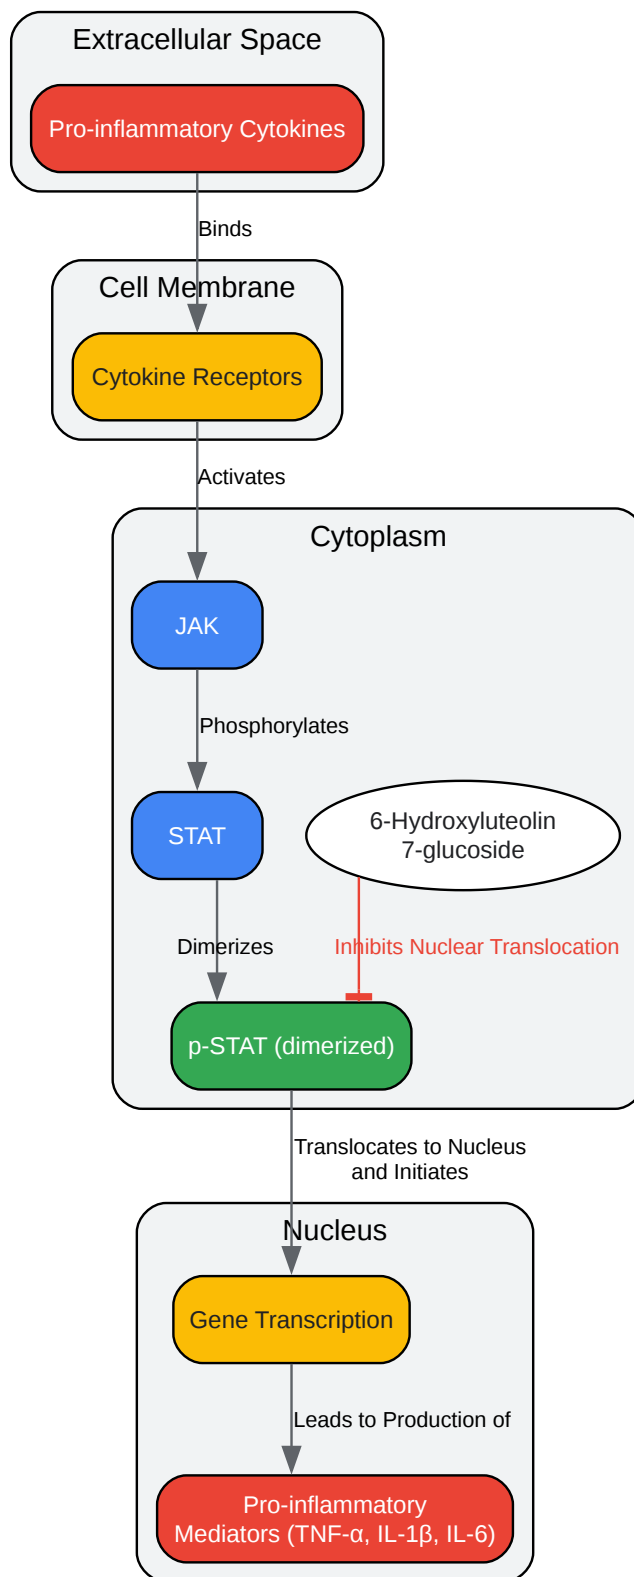 Extracellular Space
Pro-inflammatory Cytokines
Binds
Cell Membrane
Cytokine Receptors
Activates
Cytoplasm
JAK
Phosphorylates
STAT
6-Hydroxyluteolin
7-glucoside
Dimerizes
Inhibits Nuclear Translocation
p-STAT (dimerized)
Translocates to Nucleus
and Initiates
Nucleus
Gene Transcription
Leads to Production of
Pro-inflammatory
Mediators (TNF-α, IL-1β, IL-6)